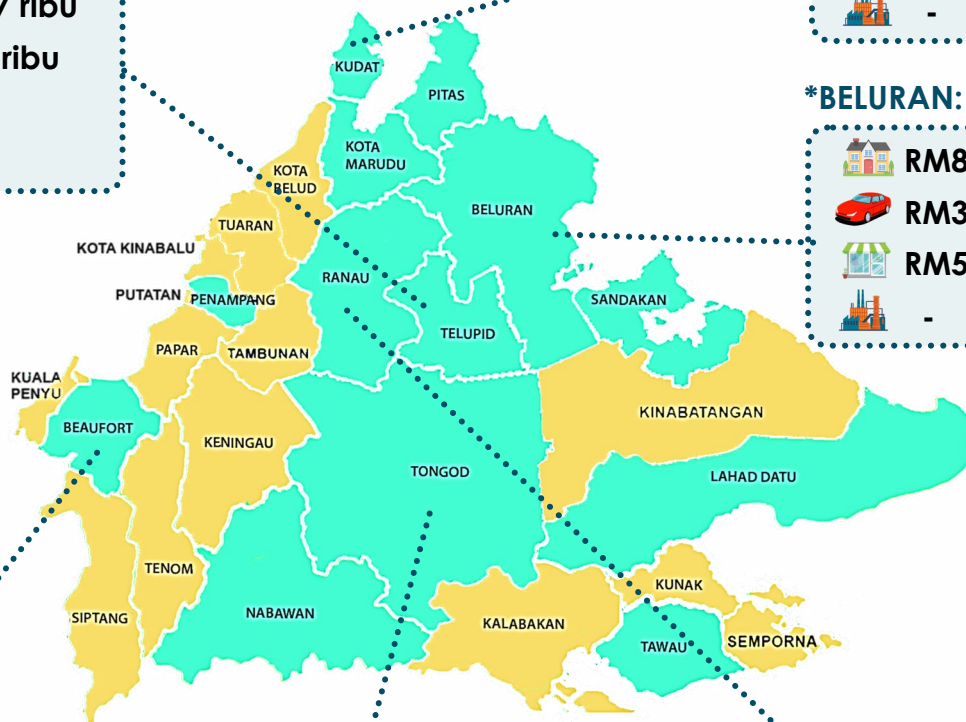 ribu
ribu
-
*BELURAN:
RM8
RM3
RM5
-
KUDAT
PITAS
KOTA
MARUDU
KOTA
BELUD
BELURAN
TUARAN
KOTA KINABALU
RANAU
PUTATAN
PENAMPANG
SANDAKAN
TELUPID
PAPAR
TAMBUNAN
KUALA
PENYU
KINABATANGAN
BEAUFORT
KENINGAU
TONGOD
LAHAD DATU
TENOM
KUNAK
NABAWAN
SIPTANG
KALABAKAN
TAWAU
SEMPORNA